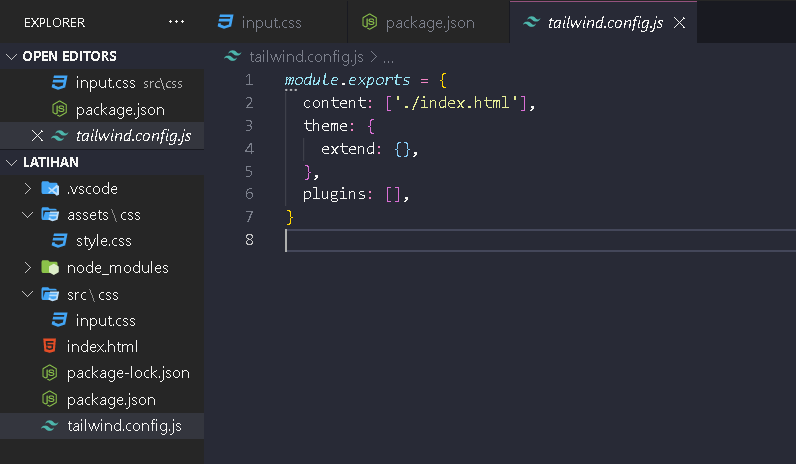 EXPLORER ...
OPEN EDITORS
input.css src\css
package.json
tailwind.config.js
LATIHAN
.vscode
assets\css
style.css
node_modules
src\css
input.css
index.html
package-lock.json
package.json
tailwind.config.js
input.css package.json tailwind.config.js
tailwind.config.js > ...
1 module.exports = {
2 content: ['./index.html'],
3 theme: {
4 extend: {},
5 },
6 plugins: [],
7 }
8